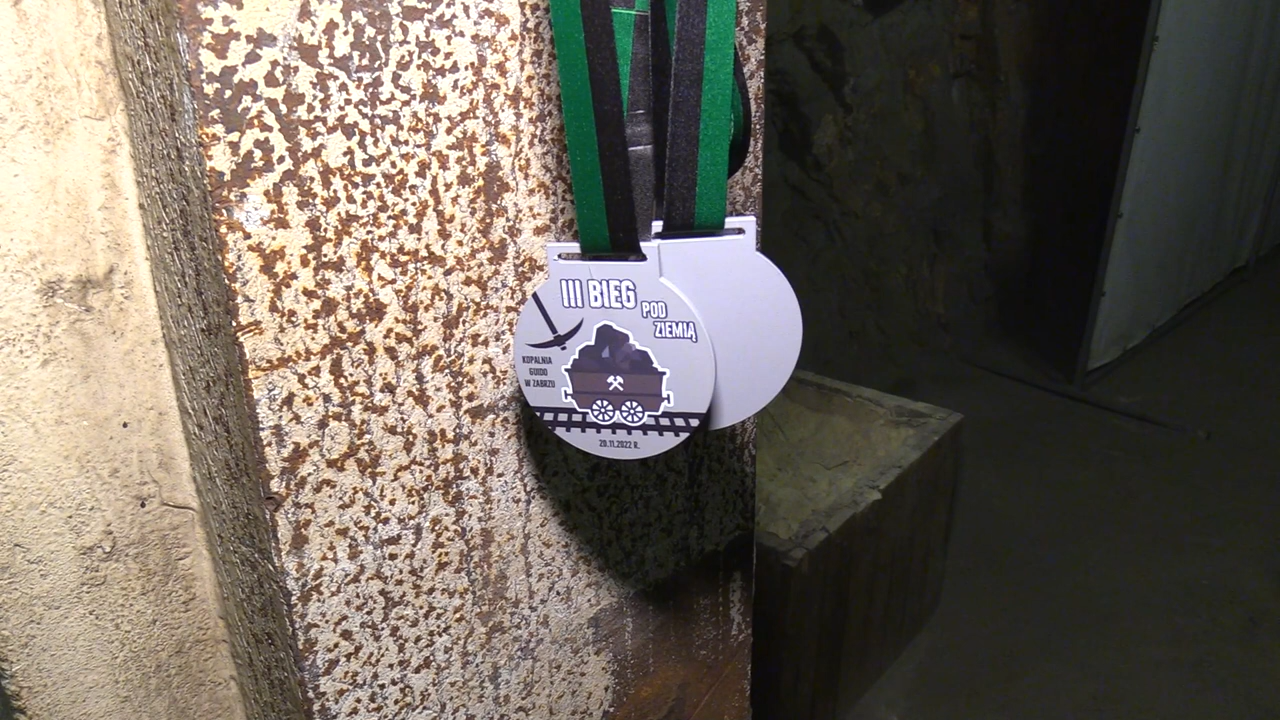 III BIEG
POD
ZIEMIĄ
KOPALNIA
GUIDO
W ZABRZU
20.11.2022 R.